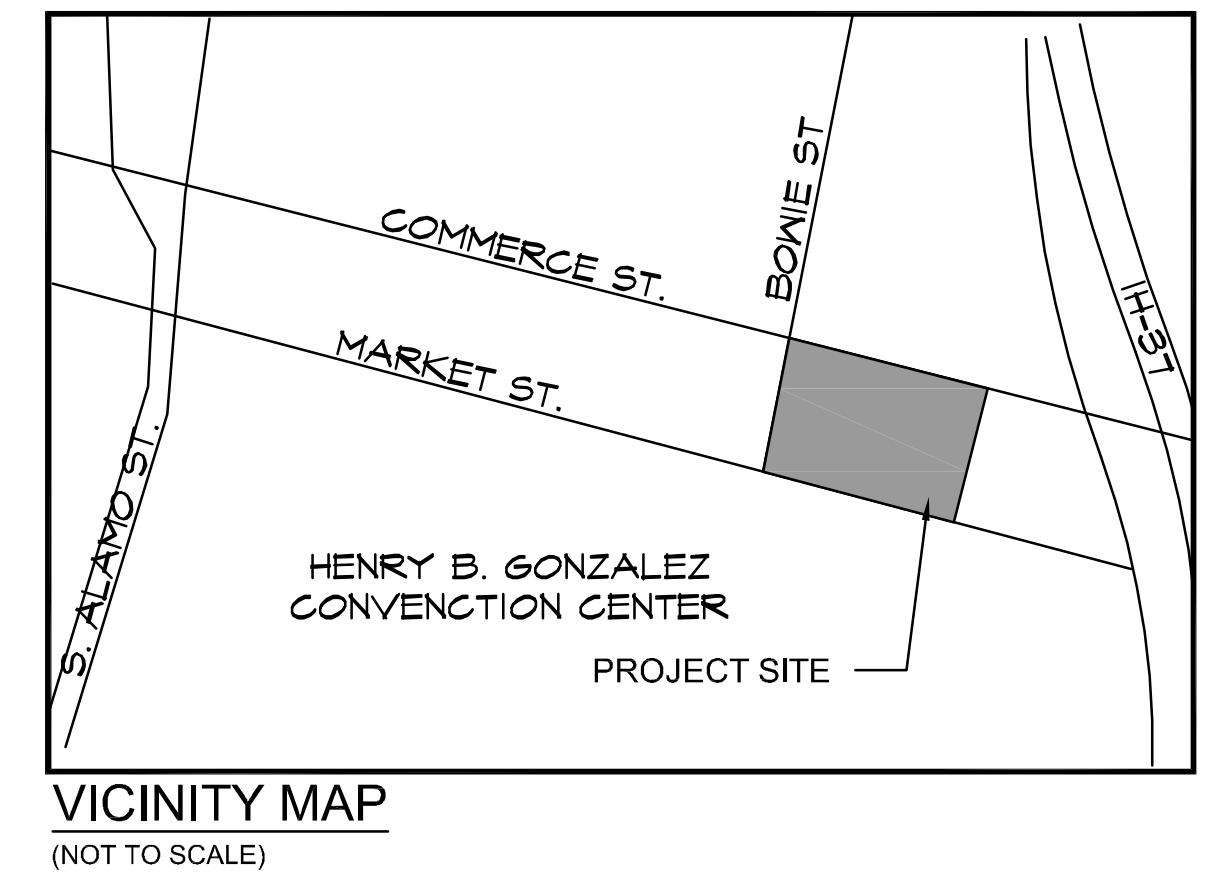 COMMERCE ST.
BOWIE ST
IH-37
MARKET ST.
S. ALAMO ST.
HENRY B. GONZALEZ
CONVENCTION CENTER
PROJECT SITE
VICINITY MAP
(NOT TO SCALE)